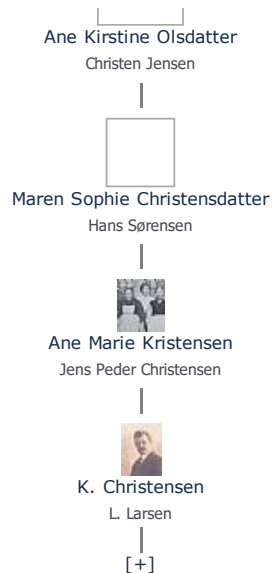 Ane Kirstine Olsdatter
Christen Jensen
Maren Sophie Christensdatter
Hans Sørensen
Ane Marie Kristensen
Jens Peder Christensen
K. Christensen
L. Larsen
[+]